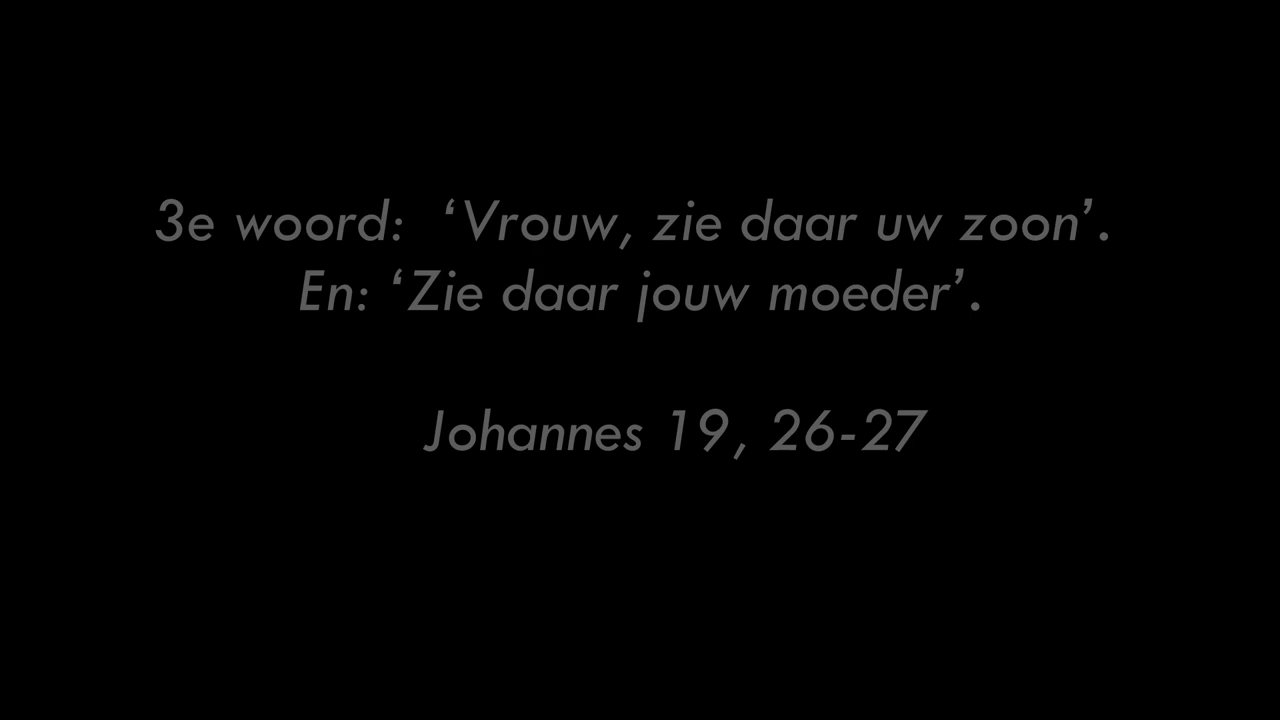 3e woord:  ‘Vrouw, zie daar uw zoon’.
En: ‘Zie daar jouw moeder’.
Johannes 19, 26-27